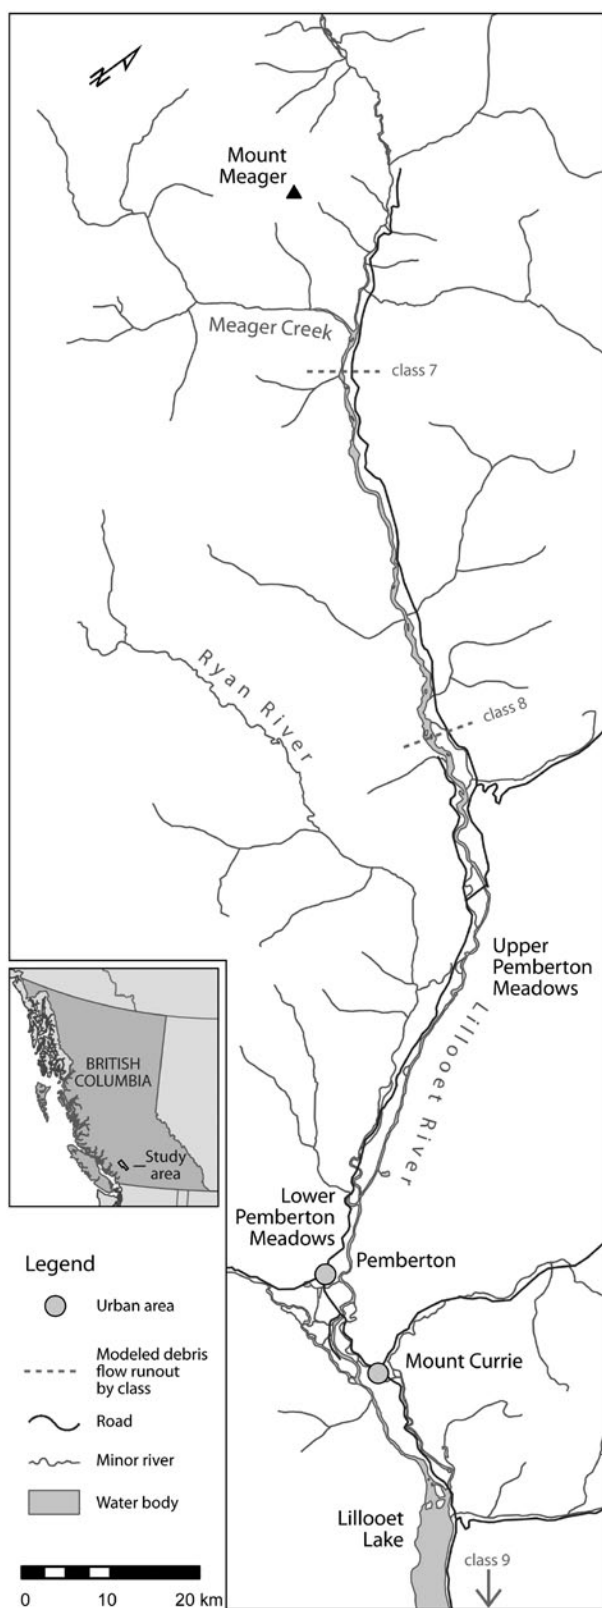 N
Mount
Meager
Meager Creek
class 7
Ryan River
class 8
Upper
Pemberton
Meadows
Lillooet River
BRITISH
COLUMBIA
Study
area
Lower
Pemberton
Meadows
Pemberton
Mount Currie
Lillooet
Lake
class 9
Legend
Urban area
Modeled debris
flow runout
by class
Road
Minor river
Water body
0 10 20 km